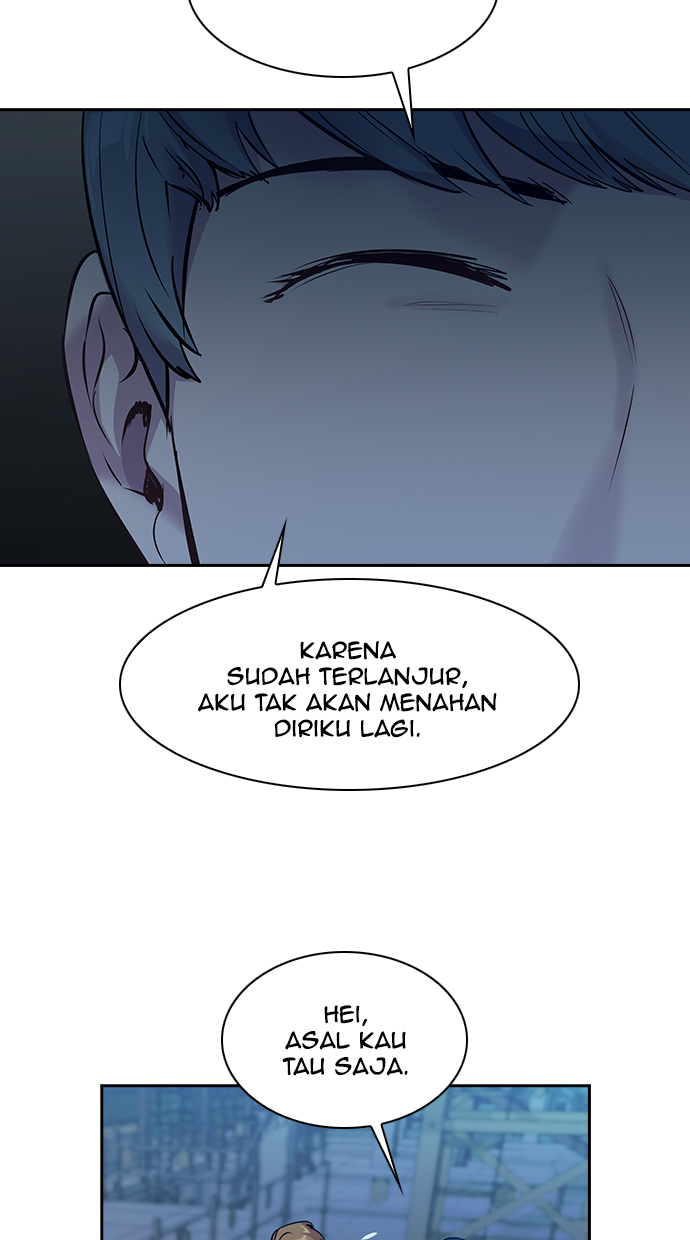 KARENA
SUDAH TERLANJUR,
AKU TAK AKAN MENAHAN
DIRIKU LAGI.
HEI,
ASAL KAU
TAU SAJA.